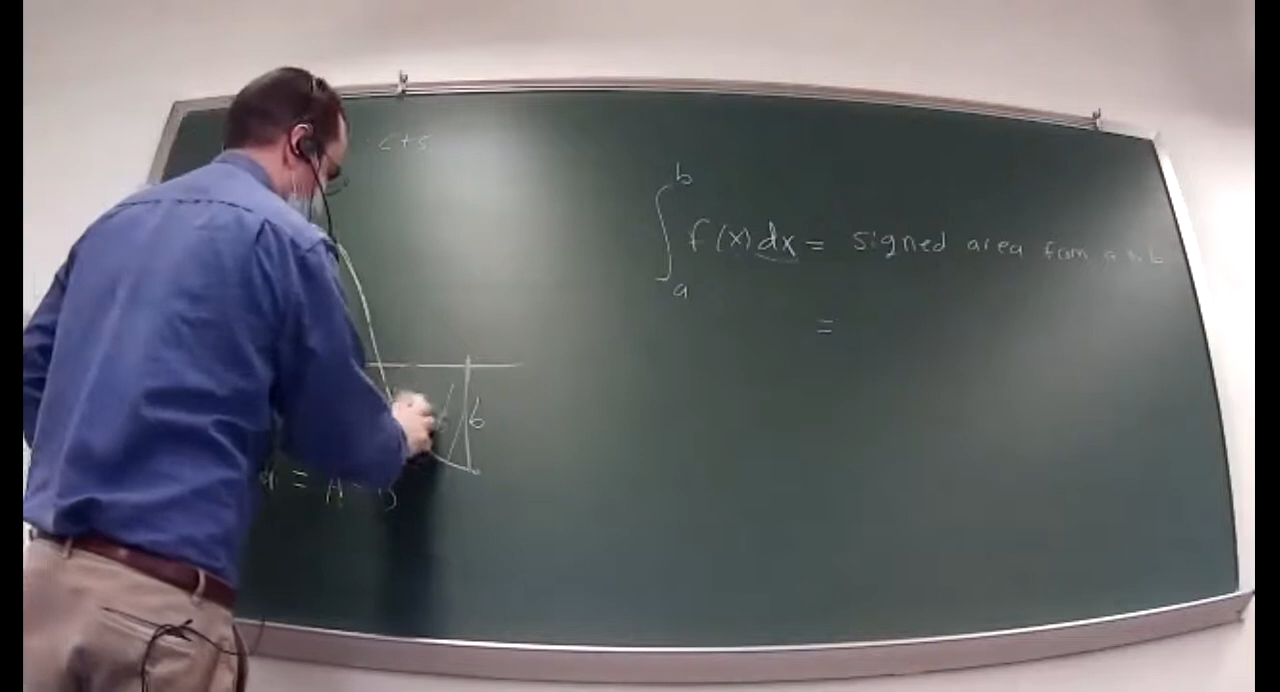 c + s
b
∫ f(x) dx = signed area from a to b
a
=
b
= A - B